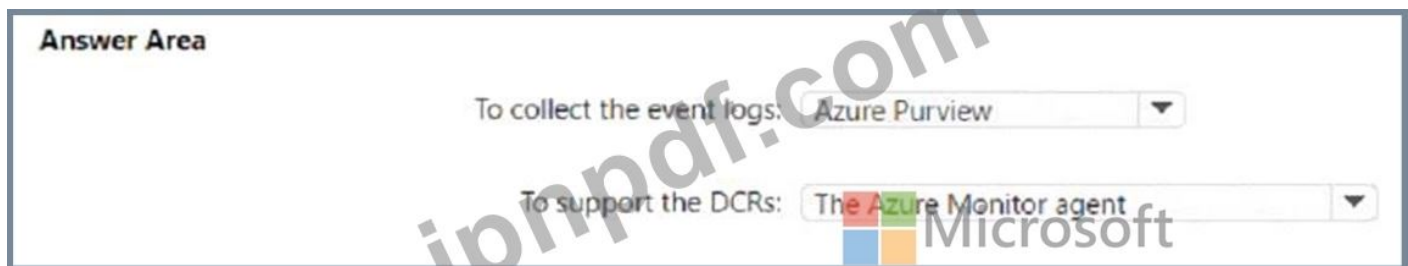 Answer Area
To collect the event logs: Azure Purview
To support the DCRs: The Azure Monitor agent
Microsoft
jpnpdf.com